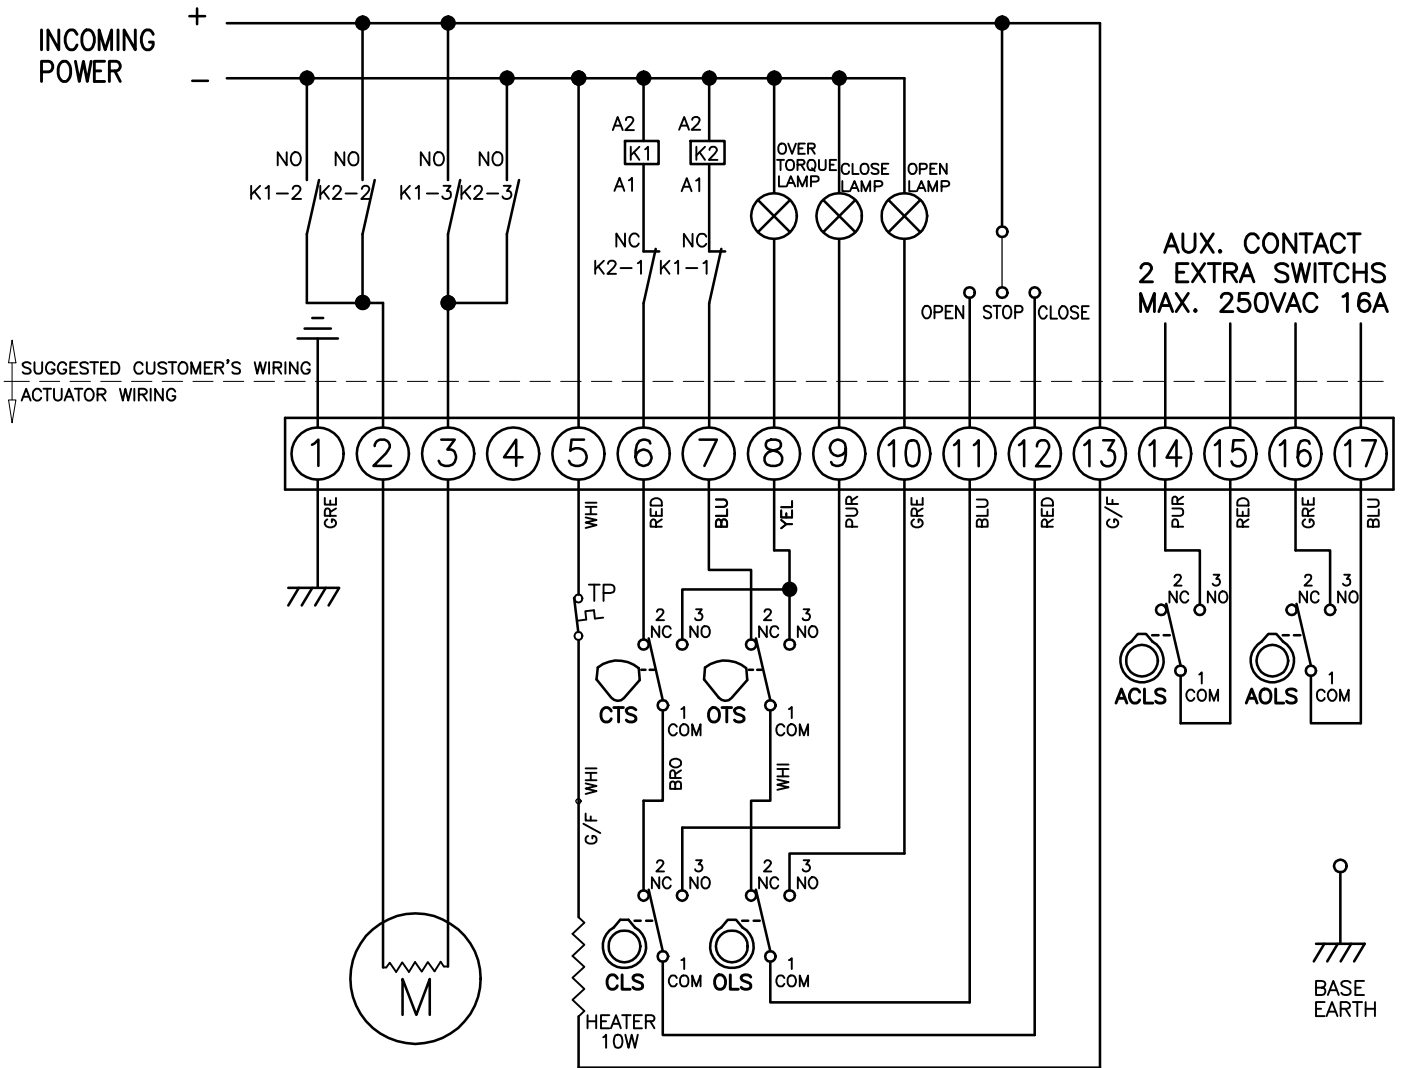 +
INCOMING
POWER
−
A2 A2
K1 K2
A1 A1
OVER
TORQUE
LAMP
CLOSE
LAMP
OPEN
LAMP
NO NO NO NO
K1-2 K2-2 K1-3 K2-3
NC NC
K2-1 K1-1
AUX. CONTACT
2 EXTRA SWITCHS
MAX. 250VAC 16A
OPEN STOP CLOSE
SUGGESTED CUSTOMER'S WIRING
ACTUATOR WIRING
1 2 3 4 5 6 7 8 9 10 11 12 13 14 15 16 17
GRE WHI RED BLU YEL PUR GRE BLU RED G/F PUR RED GRE BLU
TP
2 3 2 3
NC NO NC NO
CTS OTS
1 1
COM COM
2 3 2 3
NC NO NC NO
1 1
ACLS COM AOLS COM
WHI BRO WHI
G/F
2 3 2 3
NC NO NC NO
1 1
CLS COM OLS COM
M
HEATER
10W
BASE
EARTH